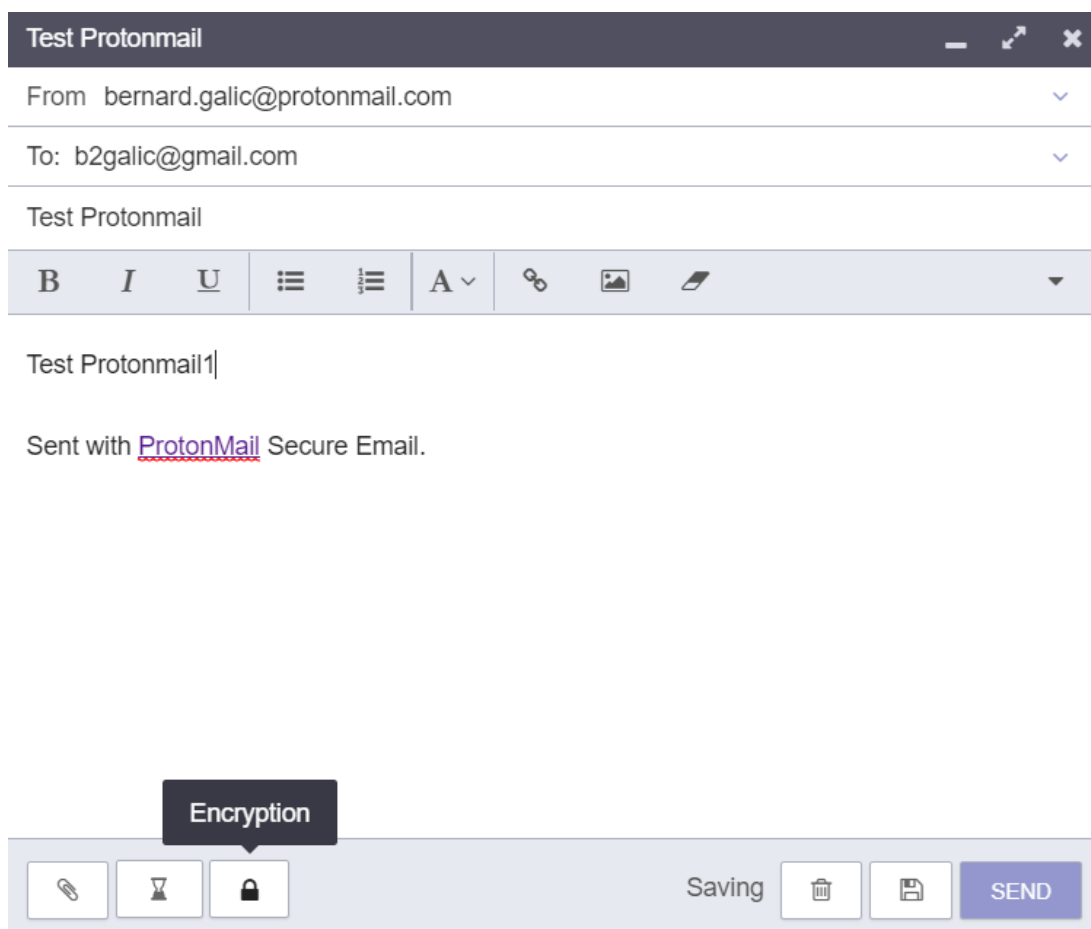 Test Protonmail
From bernard.galic@protonmail.com
To: b2galic@gmail.com
Test Protonmail
B I U A
Test Protonmail1
Sent with ProtonMail Secure Email.
Encryption
Saving SEND